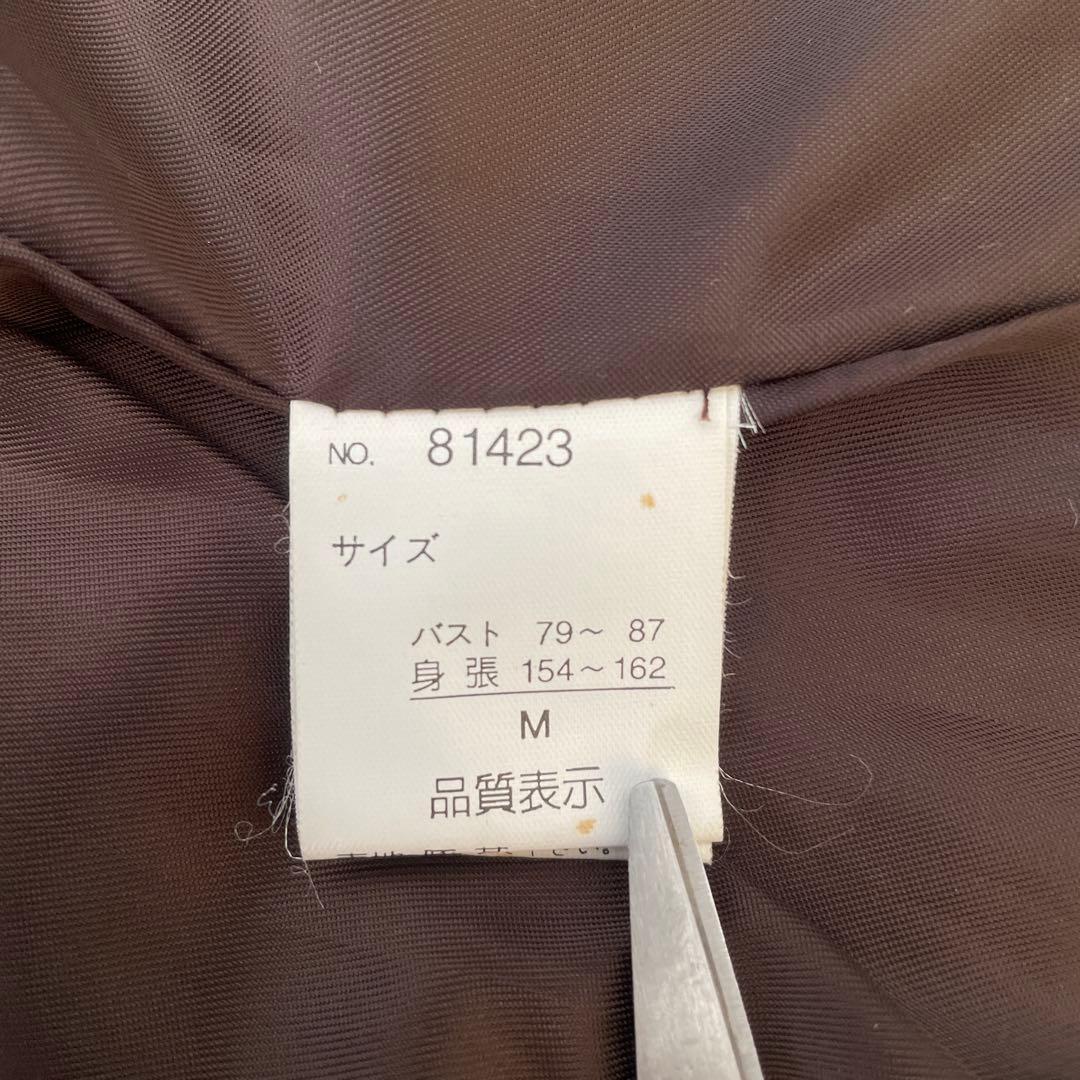 NO. 81423
サイズ
バスト 79～ 87
身 張 154～162
M
品質表示